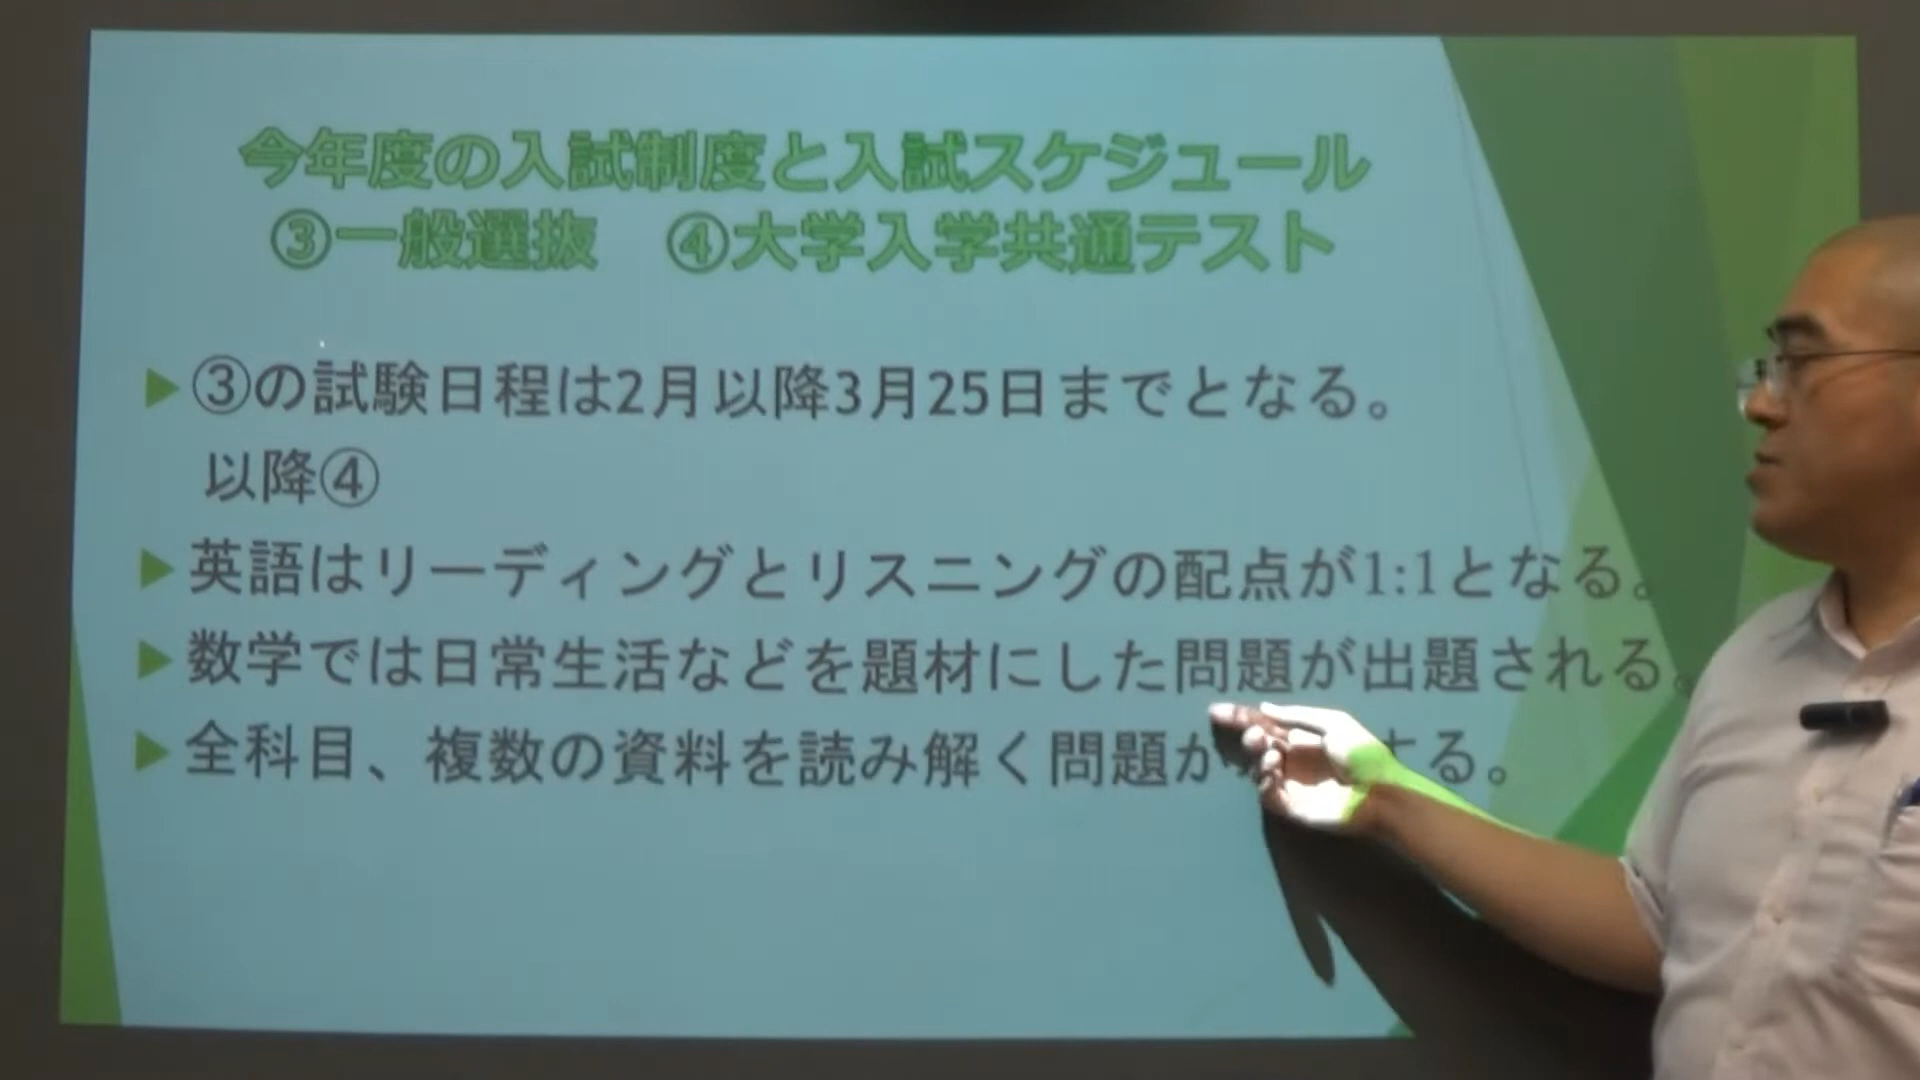 今年度の入試制度と入試スケジュール
③一般選抜　④大学入学共通テスト
③の試験日程は2月以降3月25日までとなる。
以降④
英語はリーディングとリスニングの配点が1:1となる。
数学では日常生活などを題材にした問題が出題される。
全科目、複数の資料を読み解く問題が する。